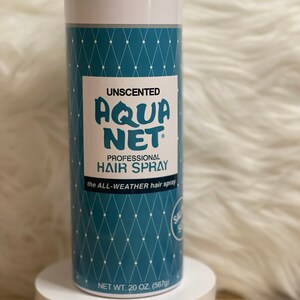 UNSCENTED
AQUA
NET®
PROFESSIONAL
HAIR SPRAY
the ALL-WEATHER hair spray
NET WT. 20 OZ. (567g)